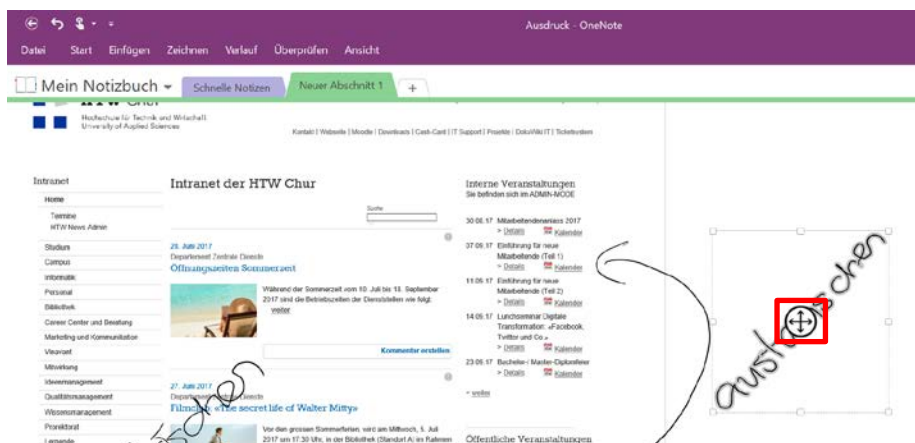 Ausdruck - OneNote
Datei Start Einfügen Zeichnen Verlauf Überprüfen Ansicht
Mein Notizbuch Schnelle Notizen Neuer Abschnitt 1 +
Hochschule für Technik und Wirtschaft
University of Applied Sciences
Kontakt | Webseite | Moodle | Downloads | Cash-Card | IT Support | Projekte | DokuWiki IT | Ticketsystem
Intranet
Home
Termine
HTW News Admin
Studium
Campus
Informatik
Personal
Bibliothek
Career Center und Beratung
Marketing und Kommunikation
Vleavant
Mitwirkung
Ideenmanagement
Qualitätsmanagement
Wissensmanagement
Prorektorat
Lernende
Intranet der HTW Chur
Suche
29. Juni 2017
Departement Zentrale Dienste
Öffnungszeiten Sommerzeit
Während der Sommerzeit vom 10. Juli bis 18. September
2017 sind die Betriebszeiten der Dienststellen wie folgt:
weiter
Kommentar erstellen
27. Juni 2017
Departement Zentrale Dienste
Filmclub: «The secret life of Walter Mitty»
Vor den grossen Sommerferien, wird am Mittwoch, 5. Juli
2017 um 17.30 Uhr, in der Bibliothek (Standort A) im Rahmen
Interne Veranstaltungen
Sie befinden sich im ADMIN-MODE
30.06.17 Mitarbeitendenanlass 2017
> Details Kalender
07.09.17 Einführung für neue
Mitarbeitende (Teil 1)
> Details Kalender
11.09.17 Einführung für neue
Mitarbeitende (Teil 2)
> Details Kalender
14.09.17 Lunchseminar Digitale
Transformation: «Facebook,
Twitter und Co.»
> Details Kalender
23.09.17 Bachelor-/ Master-Diplomfeier
> Details Kalender
> weiter
Öffentliche Veranstaltungen
austauschen